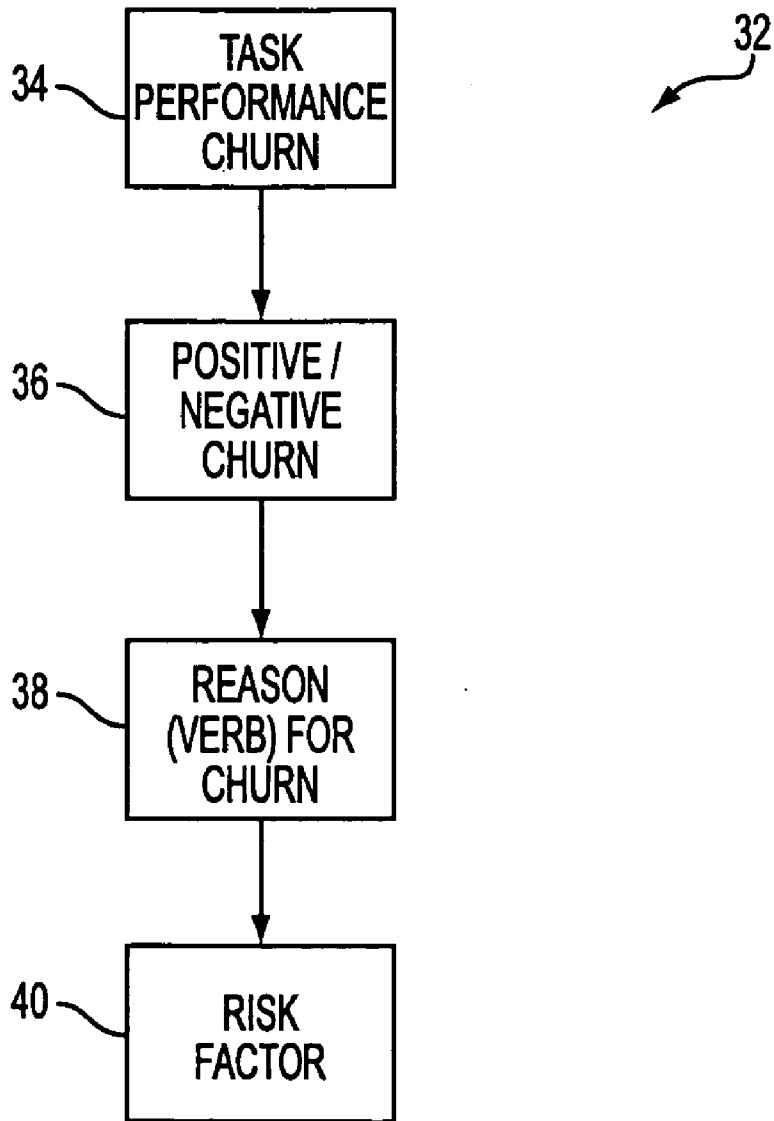 32
34
TASK
PERFORMANCE
CHURN
36
POSITIVE /
NEGATIVE
CHURN
38
REASON
(VERB) FOR
CHURN
40
RISK
FACTOR